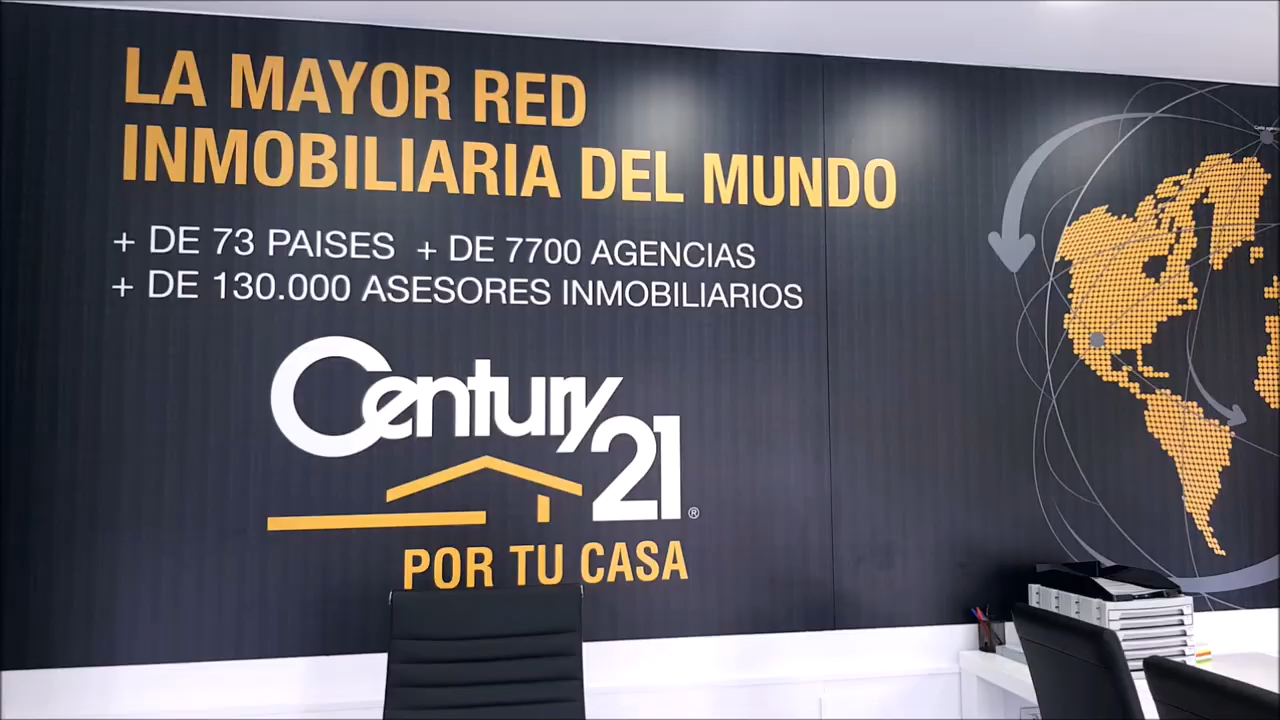 LA MAYOR RED
INMOBILIARIA DEL MUNDO
+ DE 73 PAISES + DE 7700 AGENCIAS
+ DE 130.000 ASESORES INMOBILIARIOS
Century
21®
POR TU CASA